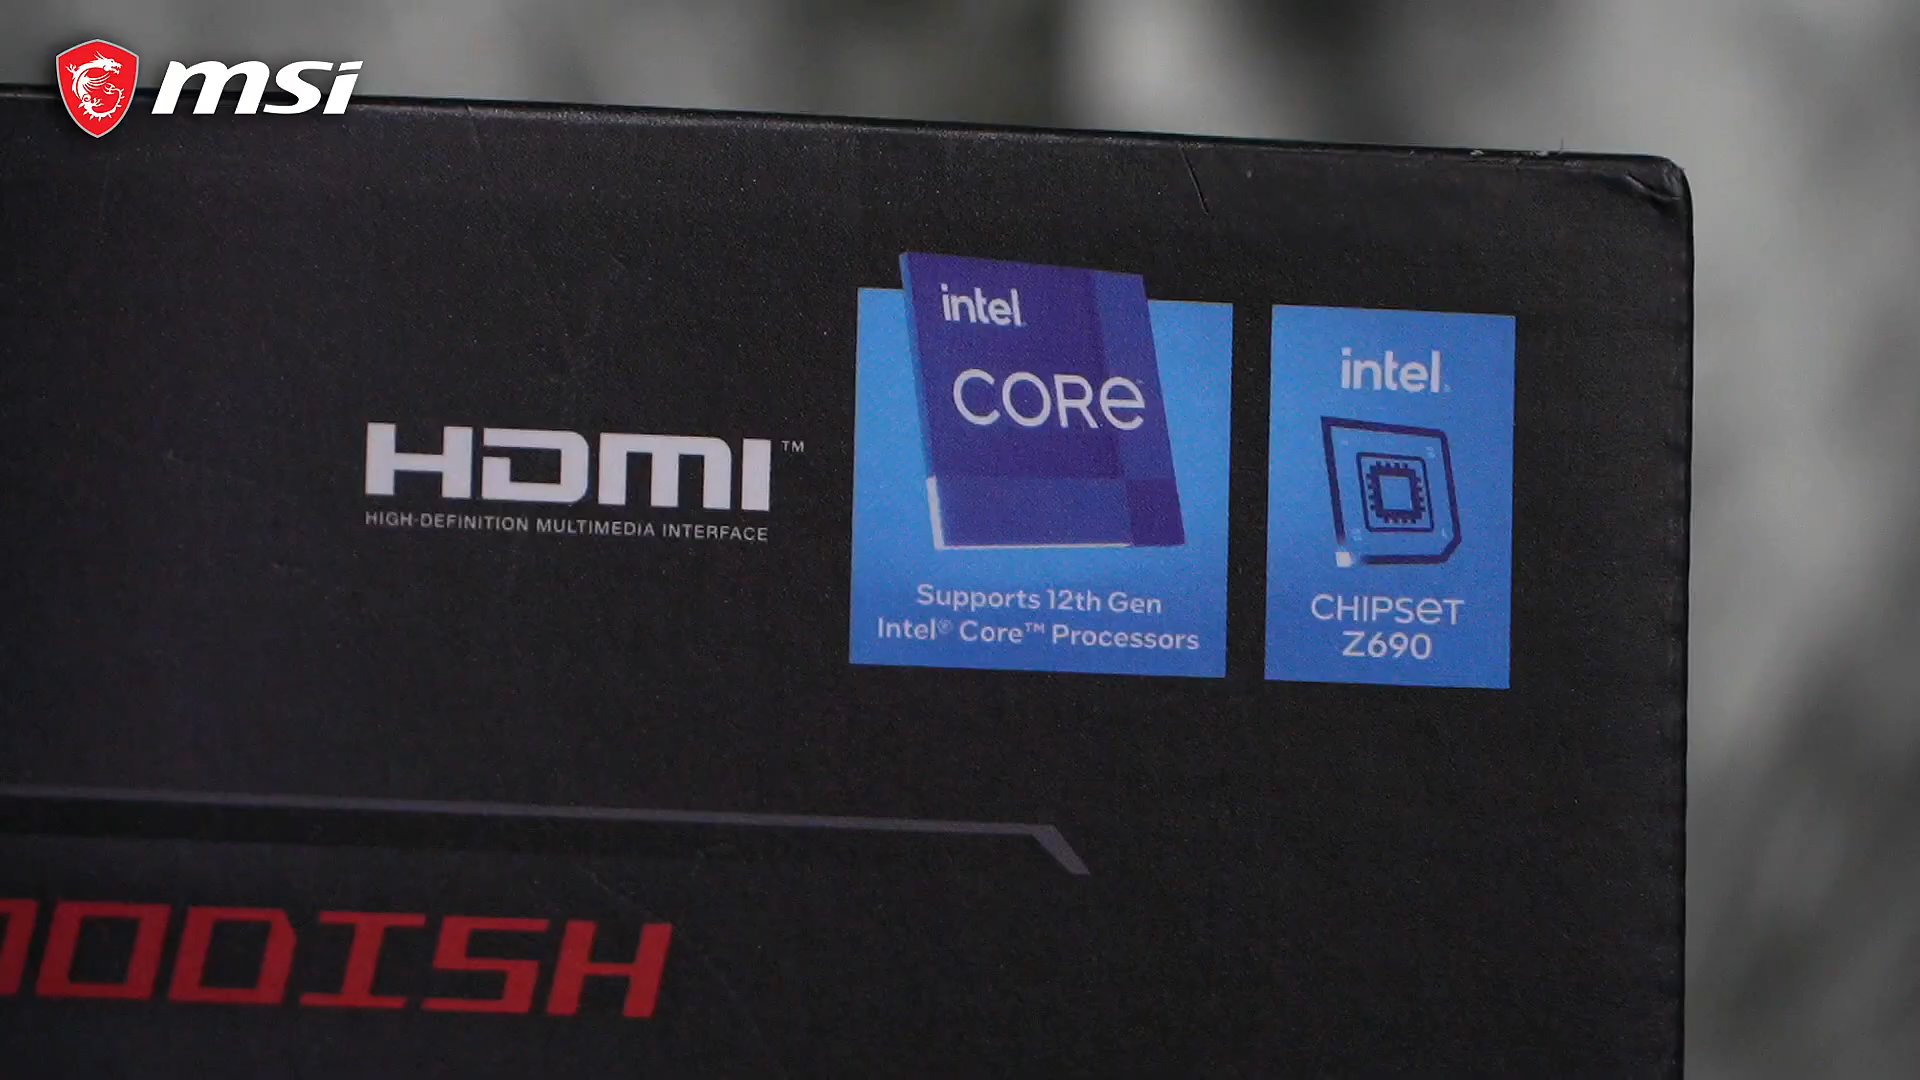 msi
intel
CORe
Supports 12th Gen
Intel® Core™ Processors
intel
CHIPSeT
Z690
HDMI™
HIGH-DEFINITION MULTIMEDIA INTERFACE